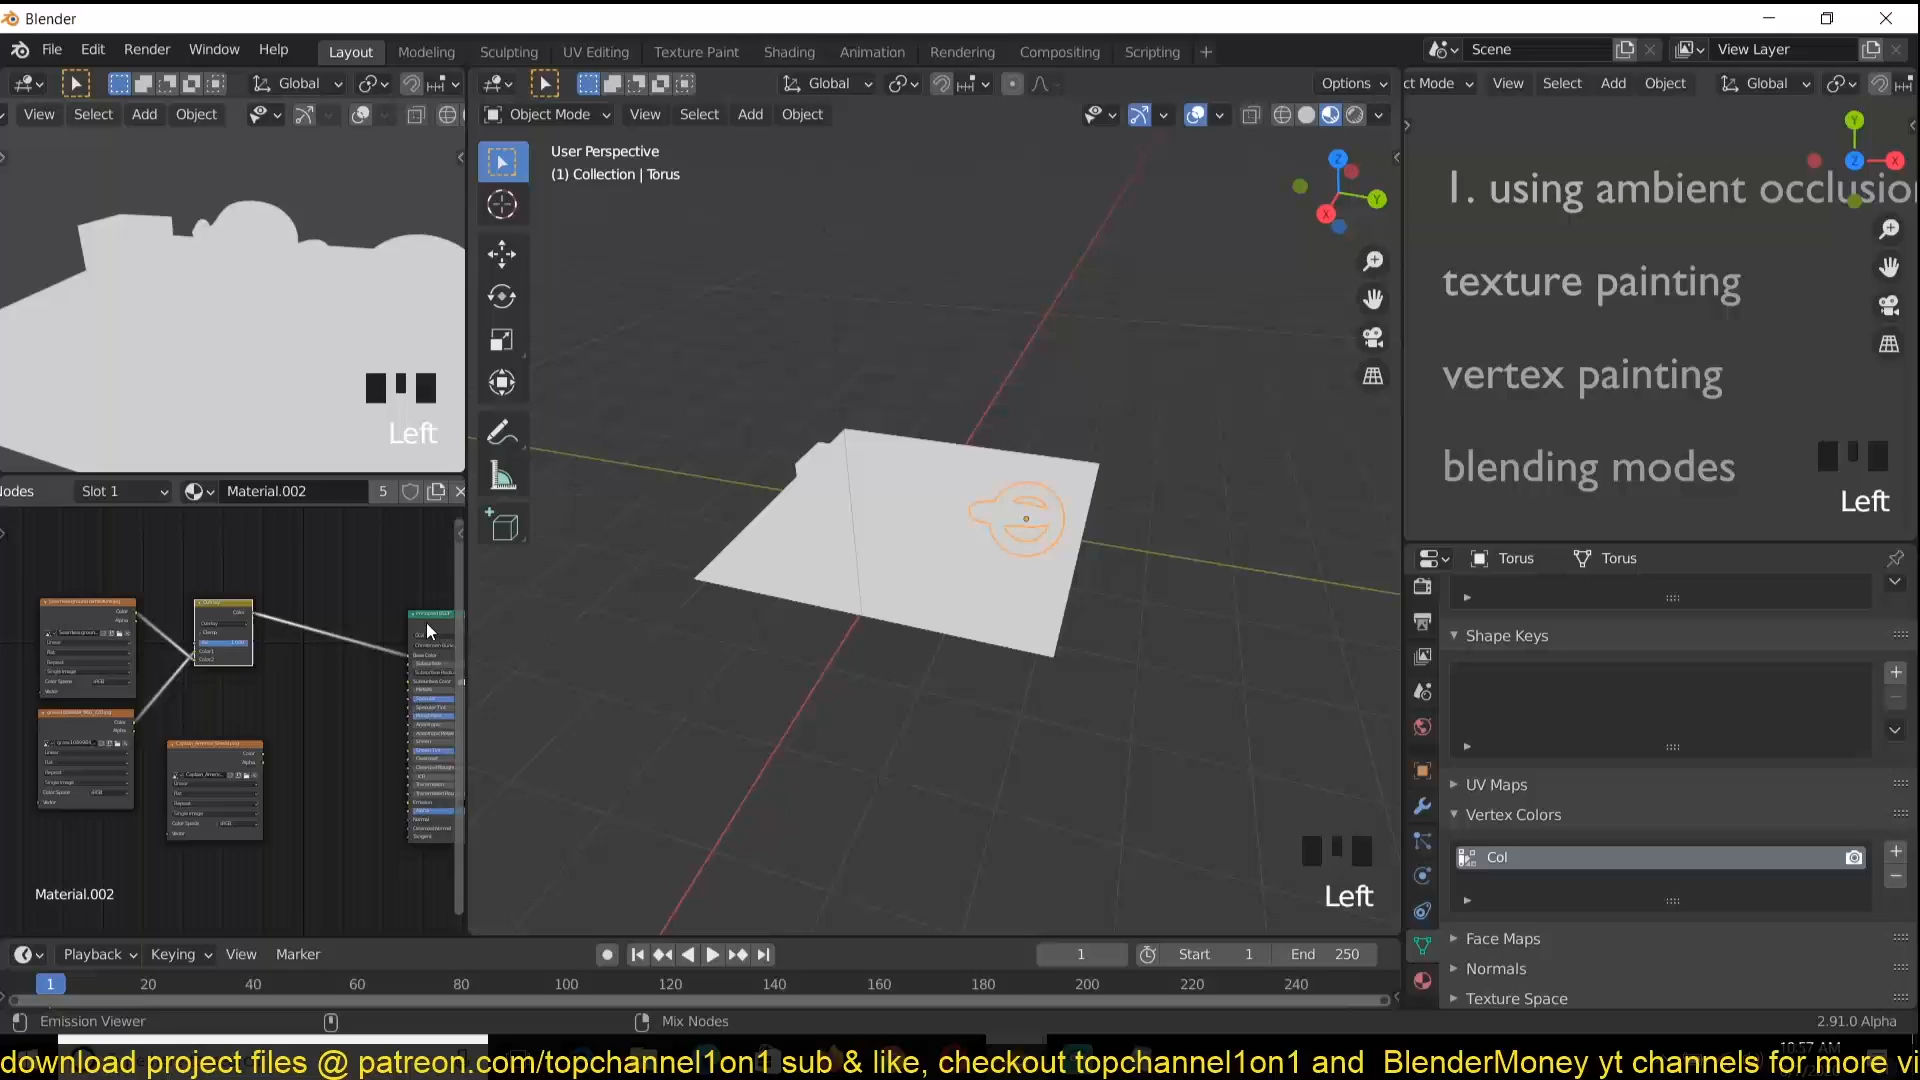 Blender
File Edit Render Window Help Layout Modeling Sculpting UV Editing Texture Paint Shading Animation Rendering Compositing Scripting + Scene View Layer
Global Global Options ct Mode View Select Add Object Global
View Select Add Object Object Mode View Select Add Object
User Perspective
(1) Collection | Torus
Z
Y
X
Y
Z
X
1. using ambient occlusio
texture painting
vertex painting
blending modes
Left
Left
Left
lodes Slot 1 Material.002 5
Material.002
Torus Torus
Shape Keys
UV Maps
Vertex Colors
Col
Face Maps
Normals
Texture Space
Playback Keying View Marker 1 Start 1 End 250
1 20 40 60 80 100 120 140 160 180 200 220 240
Emission Viewer Mix Nodes 2.91.0 Alpha
10:57 AM
download project files @ patreon.com/topchannel1on1 sub & like, checkout topchannel1on1 and BlenderMoney yt channels for more vi